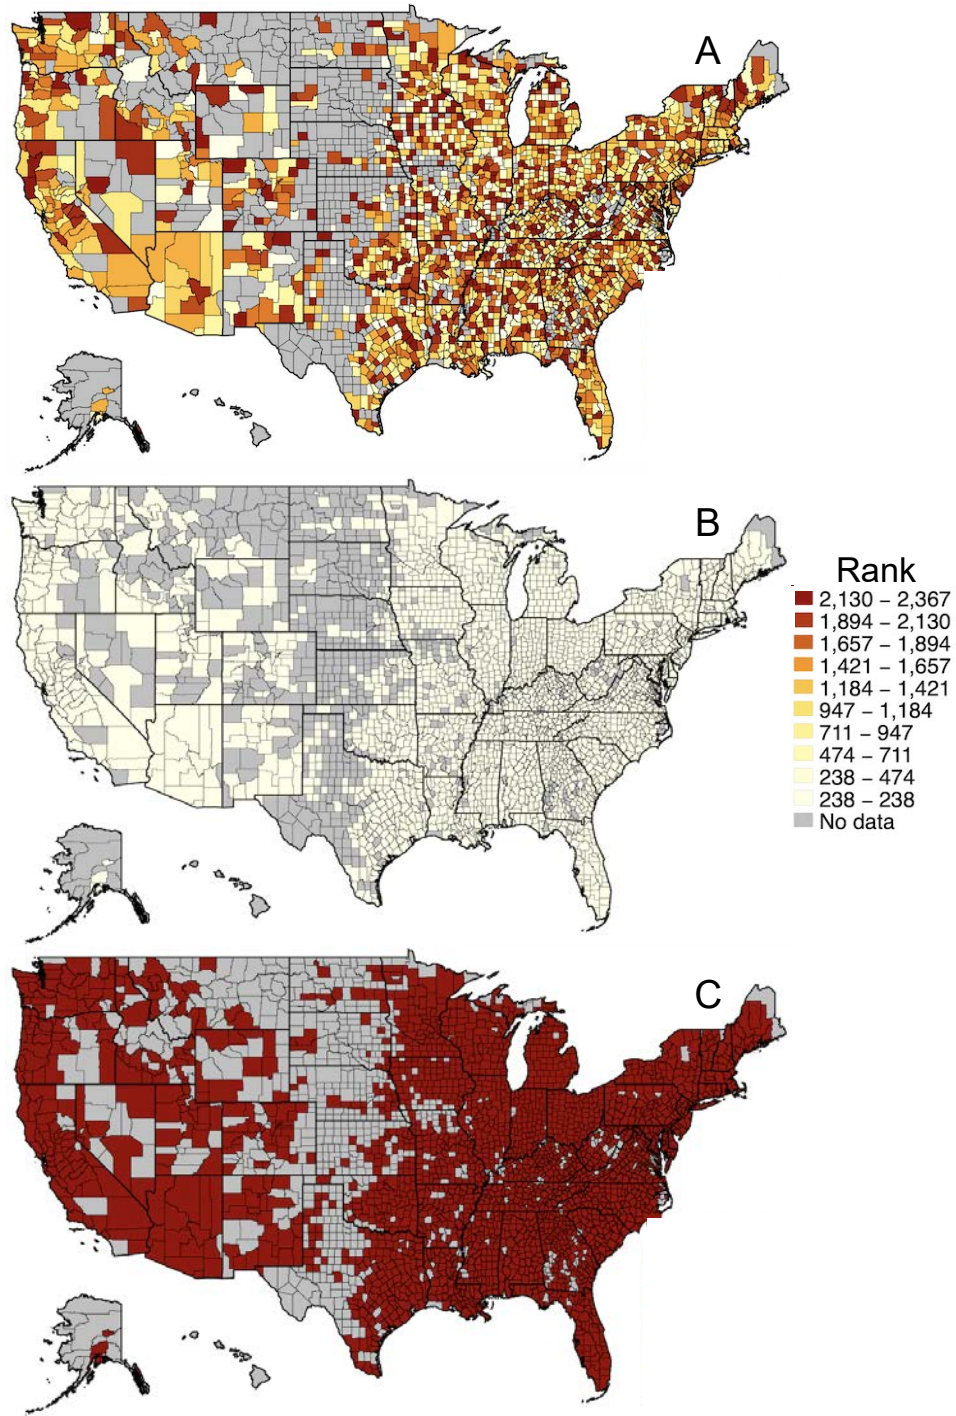 A
B
Rank
2,130 – 2,367
1,894 – 2,130
1,657 – 1,894
1,421 – 1,657
1,184 – 1,421
947 – 1,184
711 – 947
474 – 711
238 – 474
238 – 238
No data
C